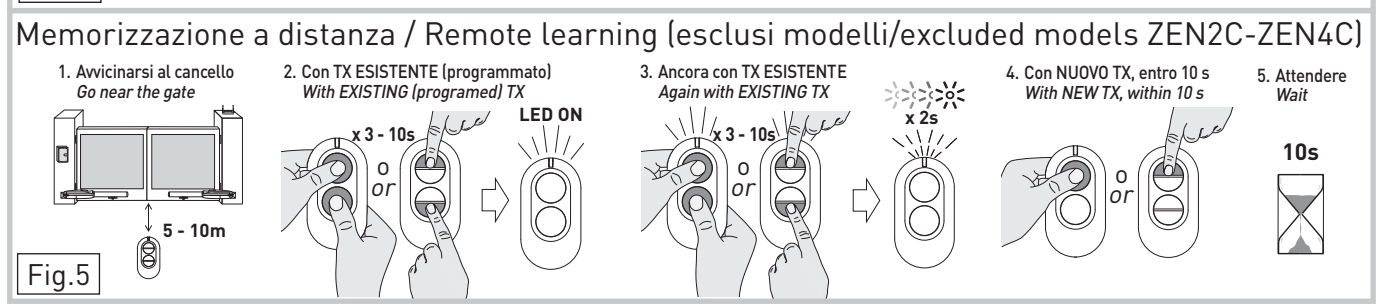 Memorizzazione a distanza / Remote learning (esclusi modelli/excluded models ZEN2C-ZEN4C)
1. Avvicinarsi al cancello
Go near the gate
5 - 10m
2. Con TX ESISTENTE (programmato)
With EXISTING (programed) TX
x 3 - 10s
o
or
LED ON
3. Ancora con TX ESISTENTE
Again with EXISTING TX
x 3 - 10s
o
or
x 2s
4. Con NUOVO TX, entro 10 s
With NEW TX, within 10 s
o
or
5. Attendere
Wait
10s
Fig.5